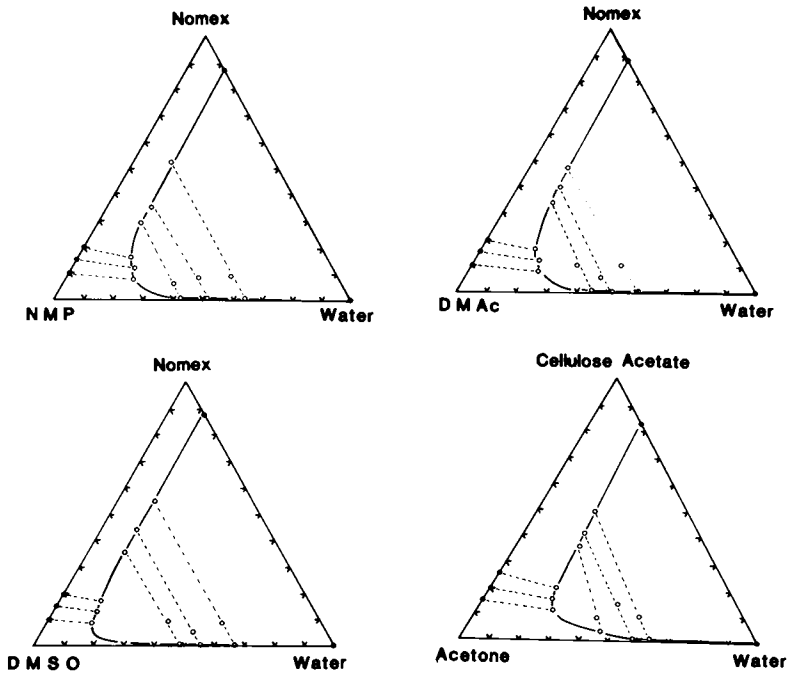 Nomex
NMP
Water
Nomex
DMAc
Water
Nomex
DMSO
Water
Cellulose Acetate
Acetone
Water